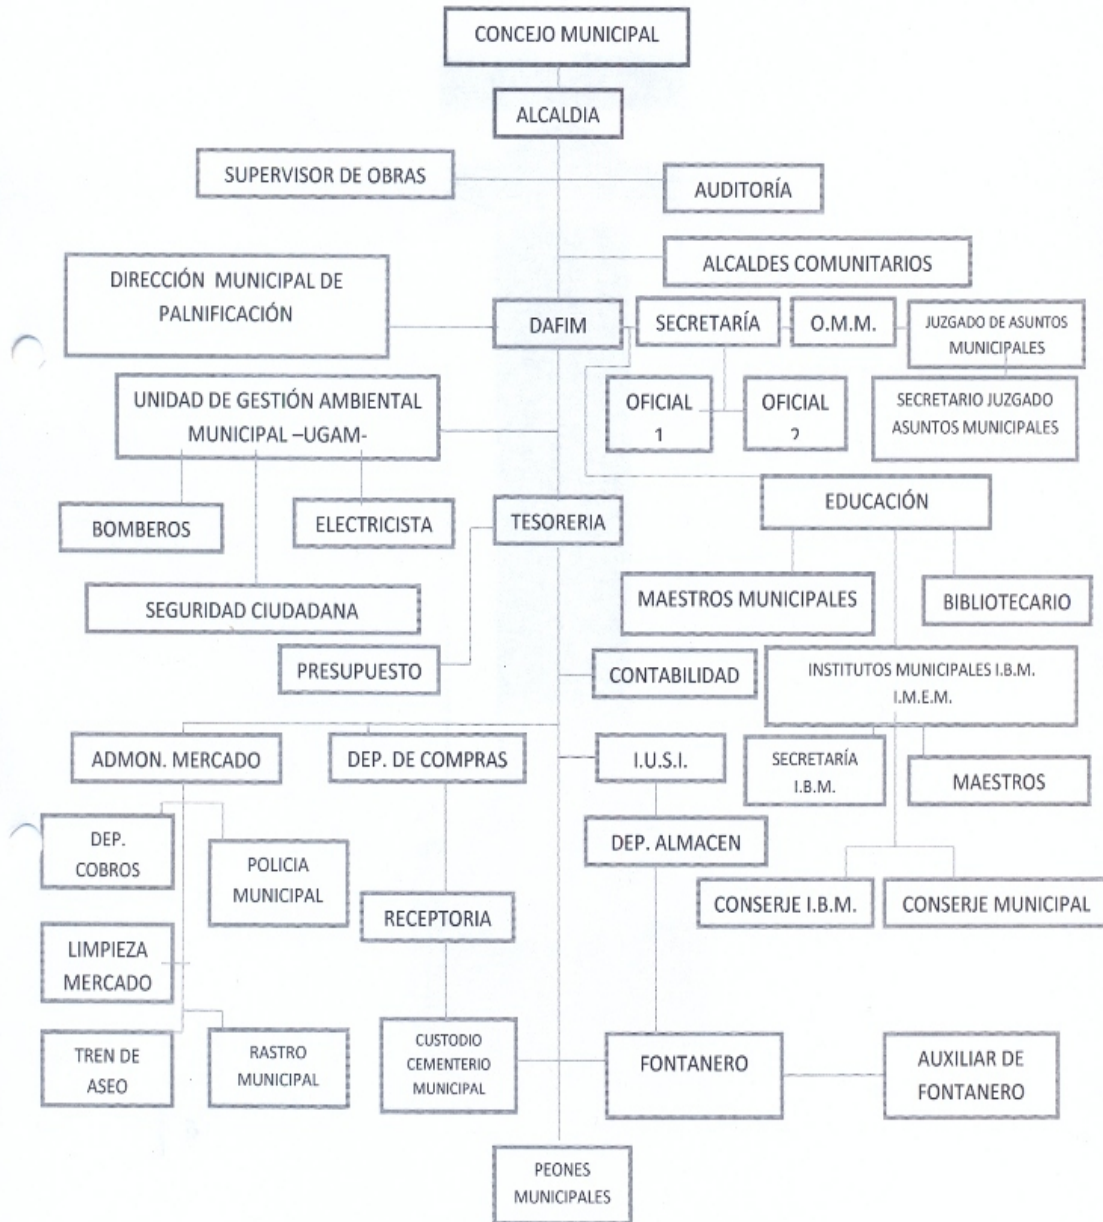 CONCEJO MUNICIPAL
ALCALDIA
SUPERVISOR DE OBRAS
AUDITORÍA
ALCALDES COMUNITARIOS
DIRECCIÓN MUNICIPAL DE
PALNIFICACIÓN
DAFIM
SECRETARÍA
O.M.M.
JUZGADO DE ASUNTOS
MUNICIPALES
UNIDAD DE GESTIÓN AMBIENTAL
MUNICIPAL –UGAM-
OFICIAL
1
OFICIAL
2
SECRETARIO JUZGADO
ASUNTOS MUNICIPALES
BOMBEROS
ELECTRICISTA
TESORERIA
EDUCACIÓN
SEGURIDAD CIUDADANA
MAESTROS MUNICIPALES
BIBLIOTECARIO
PRESUPUESTO
CONTABILIDAD
INSTITUTOS MUNICIPALES I.B.M.
I.M.E.M.
ADMON. MERCADO
DEP. DE COMPRAS
I.U.S.I.
SECRETARÍA
I.B.M.
MAESTROS
DEP.
COBROS
POLICIA
MUNICIPAL
DEP. ALMACEN
RECEPTORIA
CONSERJE I.B.M.
CONSERJE MUNICIPAL
LIMPIEZA
MERCADO
TREN DE
ASEO
RASTRO
MUNICIPAL
CUSTODIO
CEMENTERIO
MUNICIPAL
FONTANERO
AUXILIAR DE
FONTANERO
PEONES
MUNICIPALES